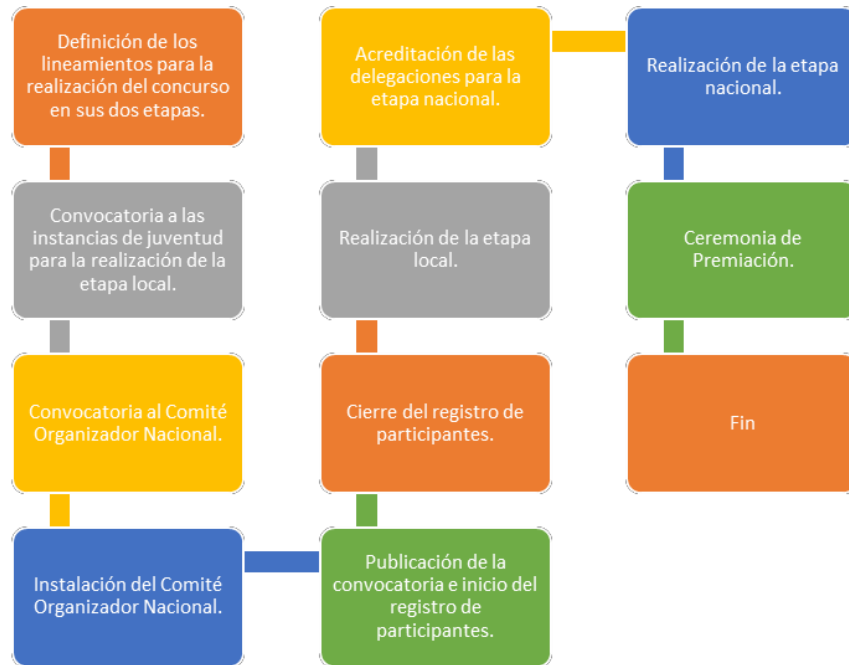 Definición de los
lineamientos para la
realización del concurso
en sus dos etapas.
Convocatoria a las
instancias de juventud
para la realización de la
etapa local.
Convocatoria al Comité
Organizador Nacional.
Instalación del Comité
Organizador Nacional.
Publicación de la
convocatoria e inicio del
registro de
participantes.
Cierre del registro de
participantes.
Realización de la etapa
local.
Acreditación de las
delegaciones para la
etapa nacional.
Realización de la etapa
nacional.
Ceremonia de
Premiación.
Fin